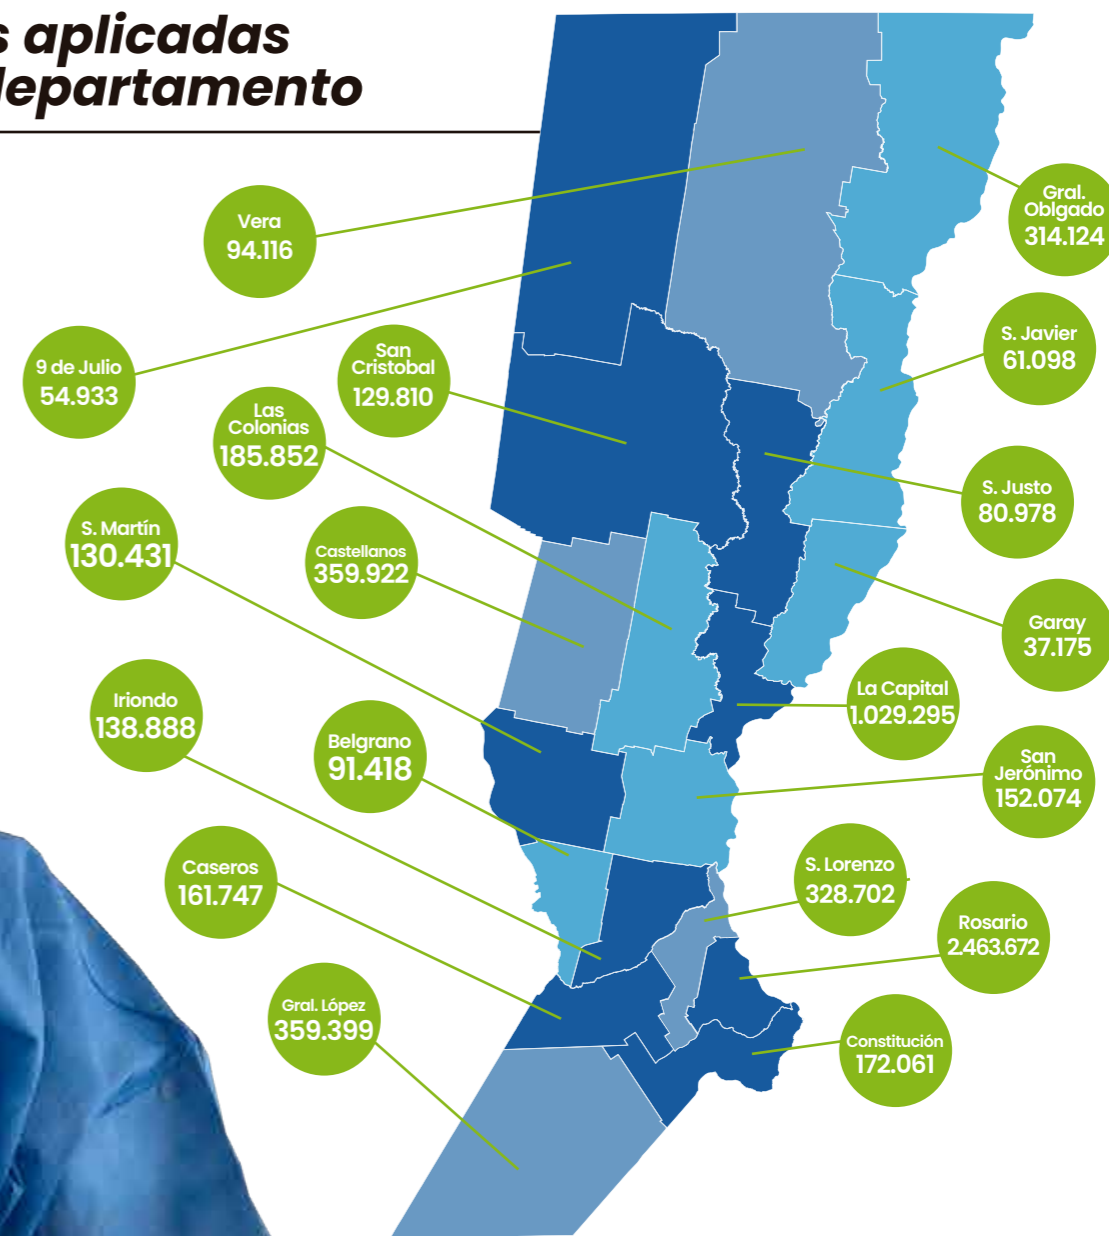 s aplicadas
departamento
Vera
94.116
Gral.
Oblgado
314.124
9 de Julio
54.933
San
Cristobal
129.810
S. Javier
61.098
Las
Colonias
185.852
S. Justo
80.978
S. Martín
130.431
Castellanos
359.922
Garay
37.175
Iriondo
138.888
La Capital
1.029.295
Belgrano
91.418
San
Jerónimo
152.074
Caseros
161.747
S. Lorenzo
328.702
Rosario
2.463.672
Gral. López
359.399
Constitución
172.061